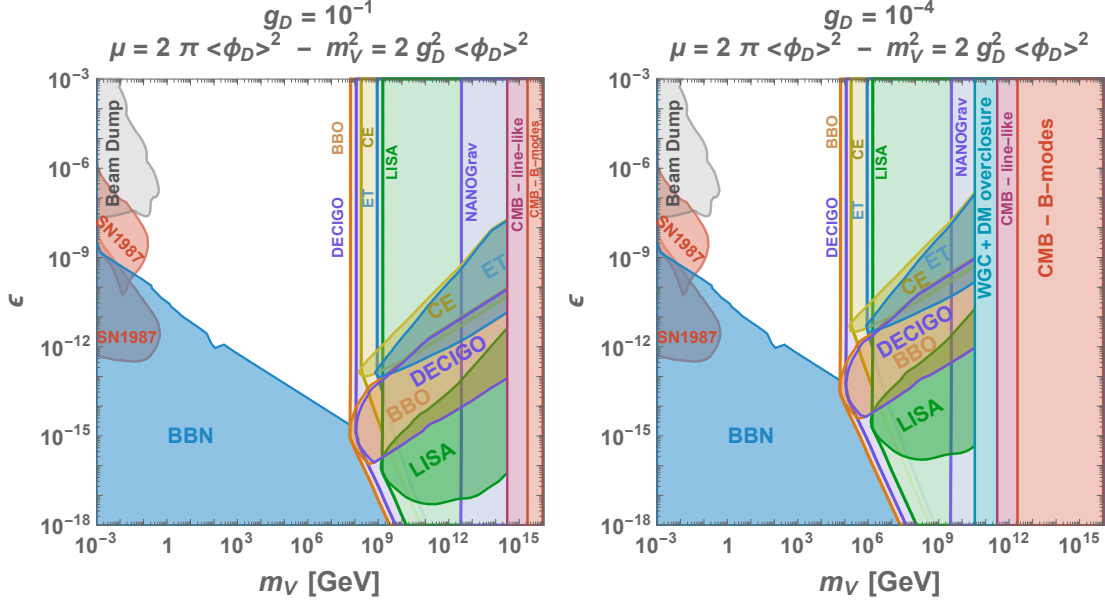 g_D = 10^-1
μ = 2 π <ϕ_D>^2 − m_V^2 = 2 g_D^2 <ϕ_D>^2
10^-3
10^-6
10^-9
10^-12
10^-15
10^-18
ϵ
Beam Dump
SN1987
SN1987
BBN
BBO
DECIGO
CE
ET
LISA
NANOGrav
CMB − line−like
CMB − B−modes
ET
CE
DECIGO
BBO
LISA
10^-3
1
10^3
10^6
10^9
10^12
10^15
m_V [GeV]
g_D = 10^-4
μ = 2 π <ϕ_D>^2 − m_V^2 = 2 g_D^2 <ϕ_D>^2
10^-3
10^-6
10^-9
10^-12
10^-15
10^-18
ϵ
Beam Dump
SN1987
SN1987
BBN
BBO
DECIGO
CE
ET
LISA
NANOGrav
WGC + DM overclosure
CMB − line−like
CMB − B−modes
ET
CE
DECIGO
BBO
LISA
10^-3
1
10^3
10^6
10^9
10^12
10^15
m_V [GeV]